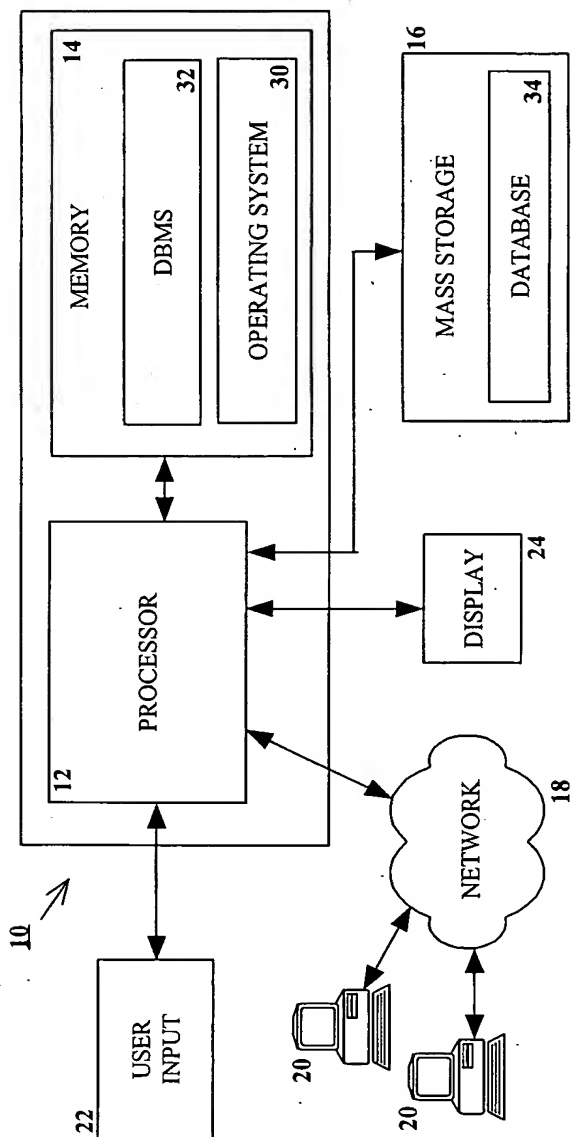 10
22
USER
INPUT
12
PROCESSOR
MEMORY
14
DBMS
32
OPERATING SYSTEM
30
20
20
NETWORK
18
DISPLAY
24
MASS STORAGE
16
DATABASE
34